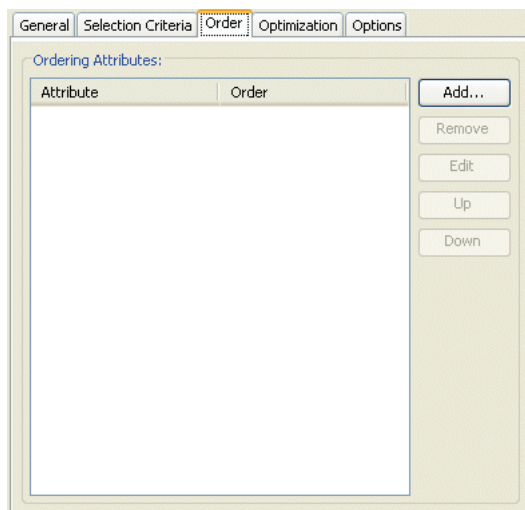 General Selection Criteria Order Optimization Options
Ordering Attributes:
Attribute Order Add...
Remove
Edit
Up
Down